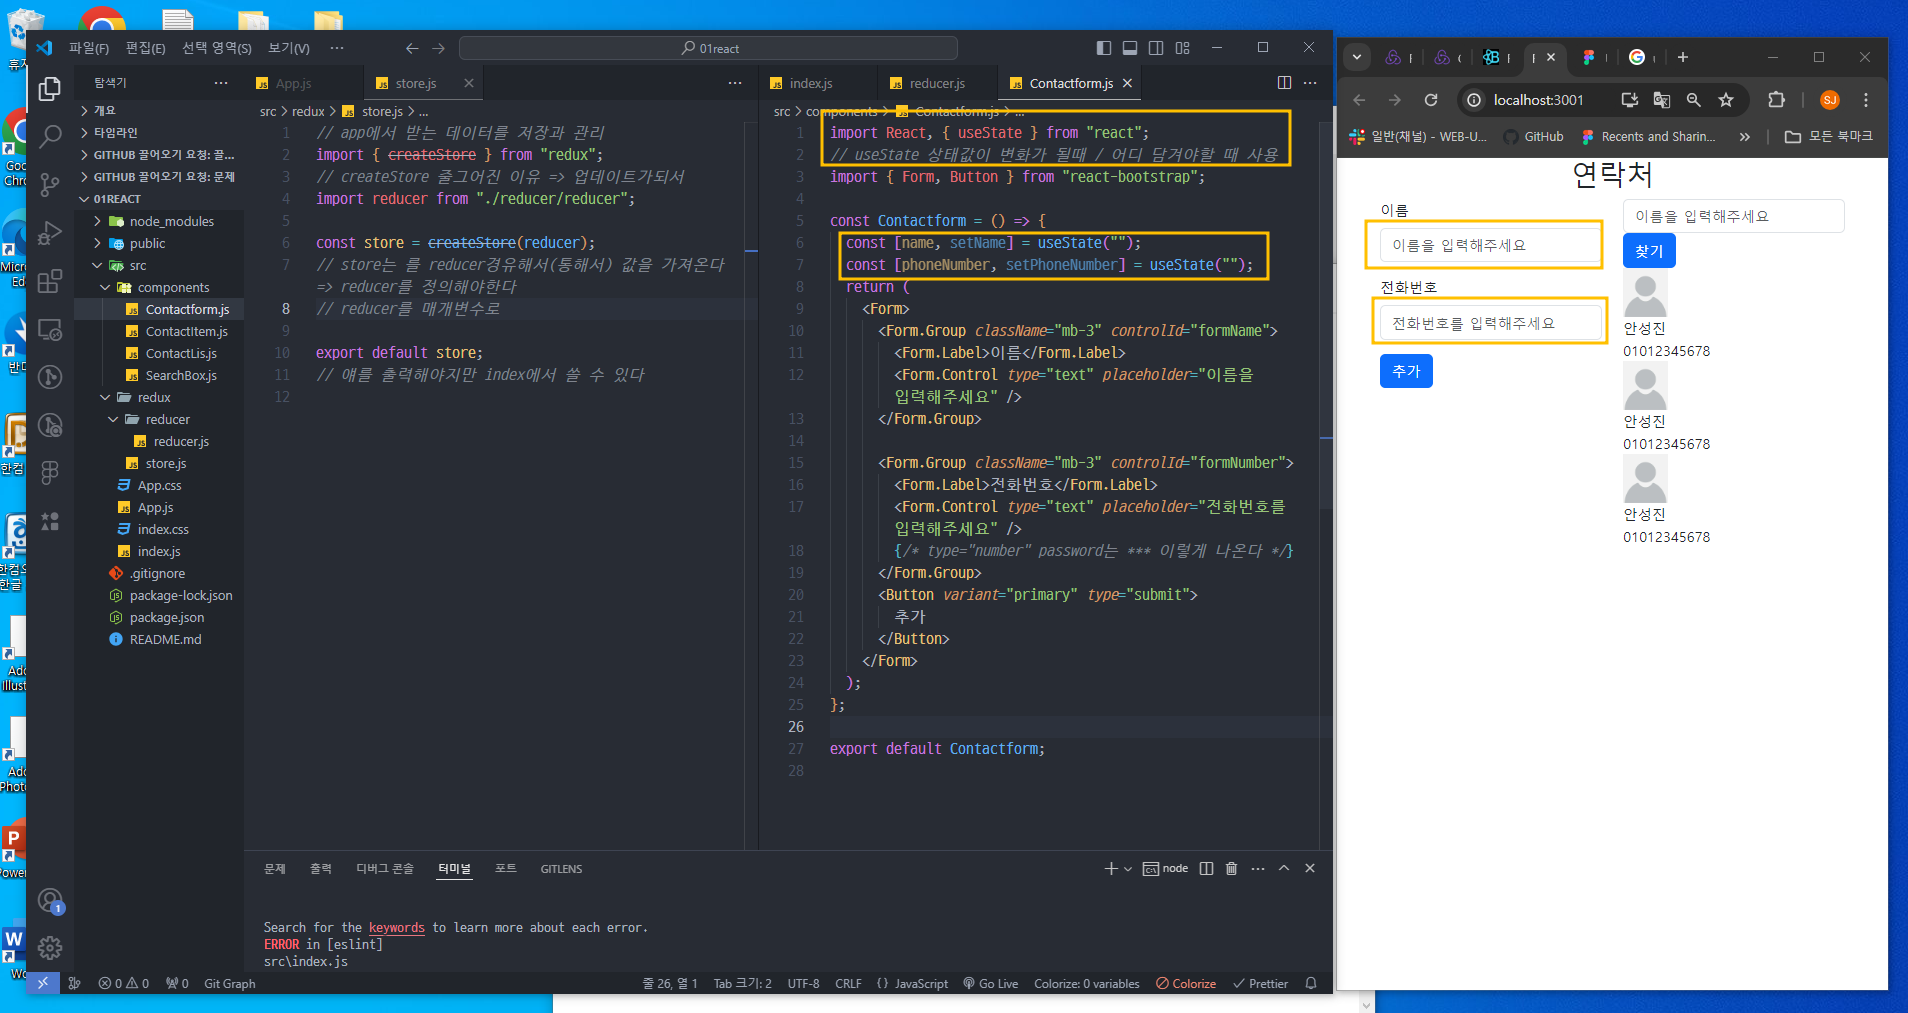 파일(F) 편집(E) 선택 영역(S) 보기(V) ··· 01react
탐색기 ···
개요
타임라인
GITHUB 끌어오기 요청: 끌...
GITHUB 끌어오기 요청: 문제
01REACT
node_modules
public
src
components
Contactform.js
ContactItem.js
ContactLis.js
SearchBox.js
redux
reducer
reducer.js
store.js
App.css
App.js
index.css
index.js
.gitignore
package-lock.json
package.json
README.md
App.js store.js
src > redux > store.js > ...
1 // app에서 받는 데이터를 저장과 관리
2 import { createStore } from "redux";
3 // createStore 줄그어진 이유 => 업데이트가되서
4 import reducer from "./reducer/reducer";
5
6 const store = createStore(reducer);
7 // store는 를 reducer경유해서(통해서) 값을 가져온다
=> reducer를 정의해야한다
8 // reducer를 매개변수로
9
10 export default store;
11 // 얘를 출력해야지만 index에서 쓸 수 있다
12
index.js reducer.js Contactform.js
src > components > Contactform.js > ...
1 import React, { useState } from "react";
2 // useState 상태값이 변화가 될때 / 어디 담겨야할 때 사용
3 import { Form, Button } from "react-bootstrap";
4
5 const Contactform = () => {
6 const [name, setName] = useState("");
7 const [phoneNumber, setPhoneNumber] = useState("");
8 return (
9 <Form>
10 <Form.Group className="mb-3" controlId="formName">
11 <Form.Label>이름</Form.Label>
12 <Form.Control type="text" placeholder="이름을
입력해주세요" />
13 </Form.Group>
14
15 <Form.Group className="mb-3" controlId="formNumber">
16 <Form.Label>전화번호</Form.Label>
17 <Form.Control type="text" placeholder="전화번호를
입력해주세요" />
18 {/* type="number" password는 *** 이렇게 나온다 */}
19 </Form.Group>
20 <Button variant="primary" type="submit">
21 추가
22 </Button>
23 </Form>
24 );
25 };
26
27 export default Contactform;
28
문제 출력 디버그 콘솔 터미널 포트 GITLENS
node
Search for the keywords to learn more about each error.
ERROR in [eslint]
src\index.js
0 0 0 Git Graph 줄 26, 열 1 Tab 크기: 2 UTF-8 CRLF {} JavaScript Go Live Colorize: 0 variables Colorize Prettier
localhost:3001 SJ
일반(채널) - WEB-U... GitHub Recents and Sharin... 모든 북마크
연락처
이름
이름을 입력해주세요
전화번호
전화번호를 입력해주세요
추가
이름을 입력해주세요
찾기
안성진
01012345678
안성진
01012345678
안성진
01012345678